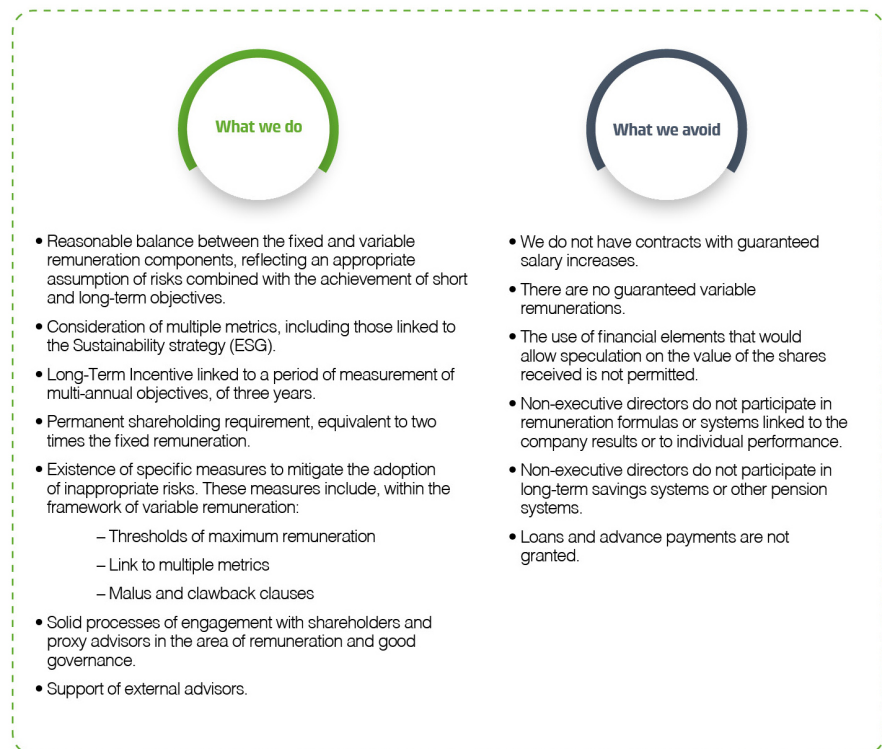 What we do
• Reasonable balance between the fixed and variable
remuneration components, reflecting an appropriate
assumption of risks combined with the achievement of short
and long-term objectives.
• Consideration of multiple metrics, including those linked to
the Sustainability strategy (ESG).
• Long-Term Incentive linked to a period of measurement of
multi-annual objectives, of three years.
• Permanent shareholding requirement, equivalent to two
times the fixed remuneration.
• Existence of specific measures to mitigate the adoption
of inappropriate risks. These measures include, within the
framework of variable remuneration:
– Thresholds of maximum remuneration
– Link to multiple metrics
– Malus and clawback clauses
• Solid processes of engagement with shareholders and
proxy advisors in the area of remuneration and good
governance.
• Support of external advisors.
What we avoid
• We do not have contracts with guaranteed
salary increases.
• There are no guaranteed variable
remunerations.
• The use of financial elements that would
allow speculation on the value of the shares
received is not permitted.
• Non-executive directors do not participate in
remuneration formulas or systems linked to the
company results or to individual performance.
• Non-executive directors do not participate in
long-term savings systems or other pension
systems.
• Loans and advance payments are not
granted.